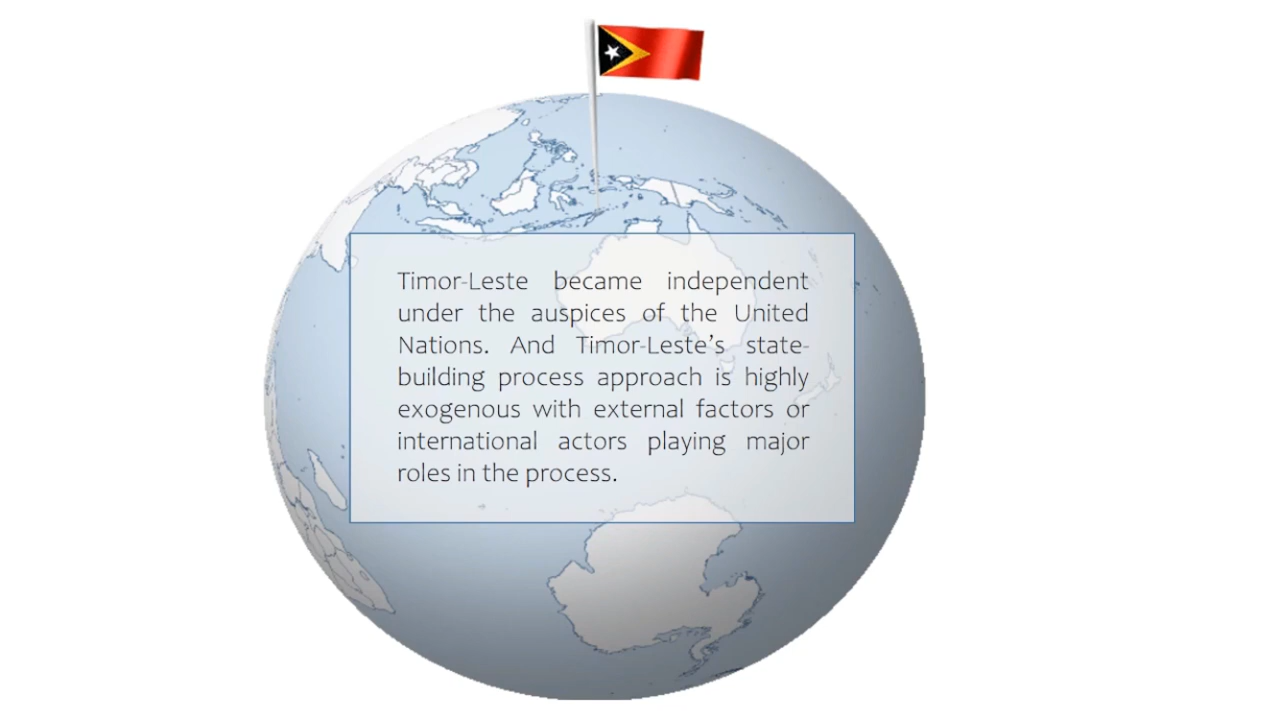 Timor-Leste became independent
under the auspices of the United
Nations. And Timor-Leste’s state-
building process approach is highly
exogenous with external factors or
international actors playing major
roles in the process.